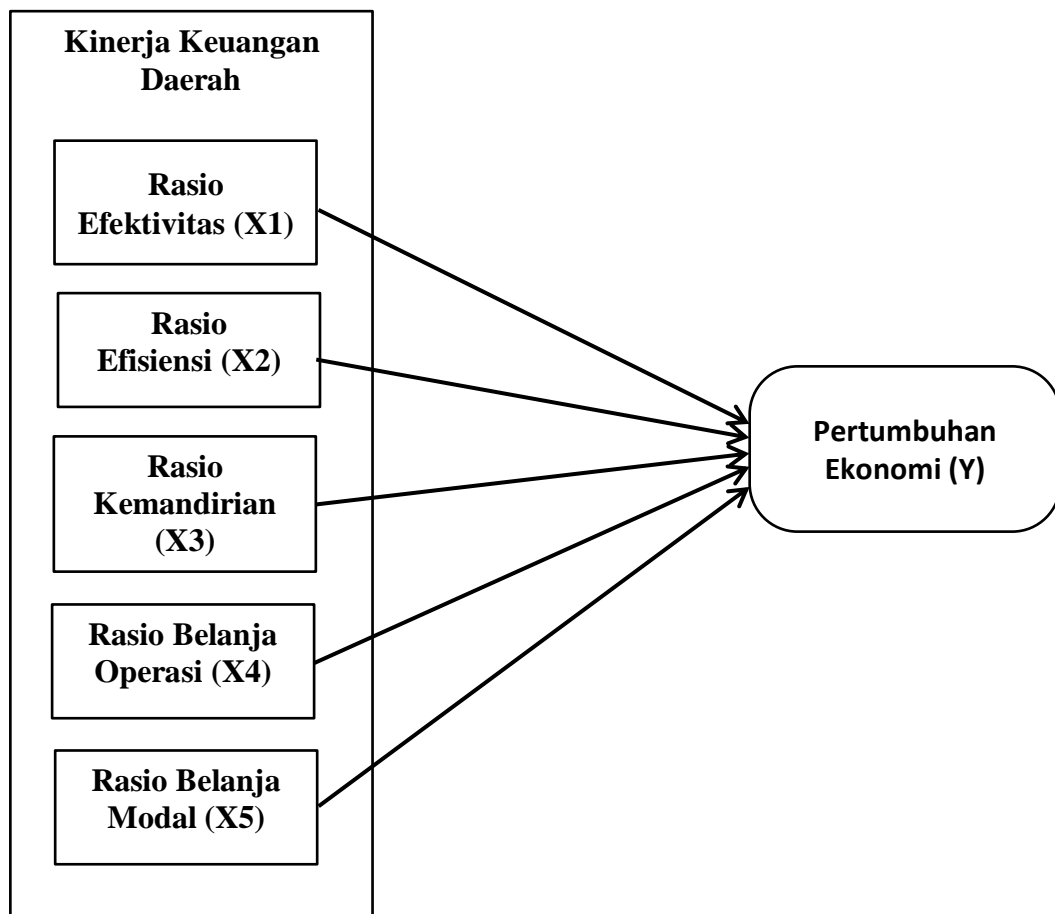 Kinerja Keuangan
Daerah
Rasio
Efektivitas (X1)
Rasio
Efisiensi (X2)
Rasio
Kemandirian
(X3)
Rasio Belanja
Operasi (X4)
Rasio Belanja
Modal (X5)
Pertumbuhan
Ekonomi (Y)